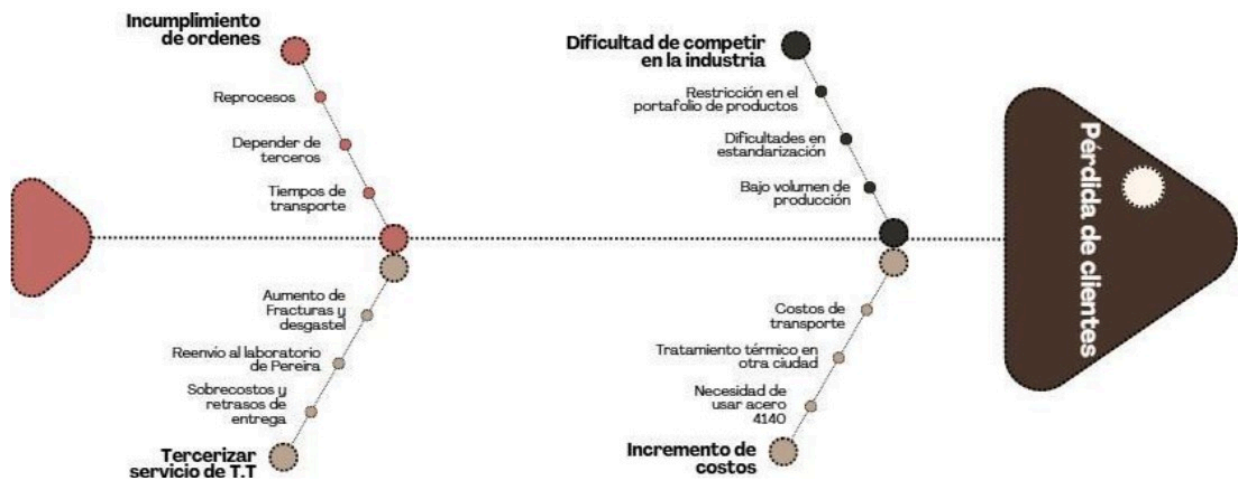 Incumplimiento
de ordenes
Reprocesos
Depender de
terceros
Tiempos de
transporte
Dificultad de competir
en la industria
Restricción en el
portafolio de productos
Dificultades en
estandarización
Bajo volumen de
producción
Aumento de
Fracturas y
desgastel
Reenvío al laboratorio
de Pereira
Sobrecostos y
retrasos de
entrega
Tercerizar
servicio de T.T
Costos de
transporte
Tratamiento térmico en
otra ciudad
Necesidad de
usar acero
4140
Incremento de
costos
Pérdida de clientes